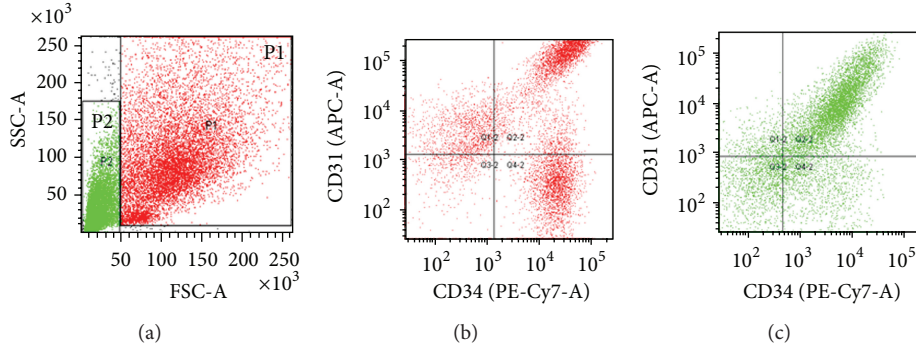 ×10³
250
200
150
100
50
SSC-A
P1
P2
P1
P2
50 100 150 200 250
×10³
FSC-A
(a)
10⁵
10⁴
10³
10²
CD31 (APC-A)
Q1-2 Q2-2
Q3-2 Q4-2
10² 10³ 10⁴ 10⁵
CD34 (PE-Cy7-A)
(b)
10⁵
10⁴
10³
10²
CD31 (APC-A)
Q1-2 Q2-2
Q3-2 Q4-2
10² 10³ 10⁴ 10⁵
CD34 (PE-Cy7-A)
(c)